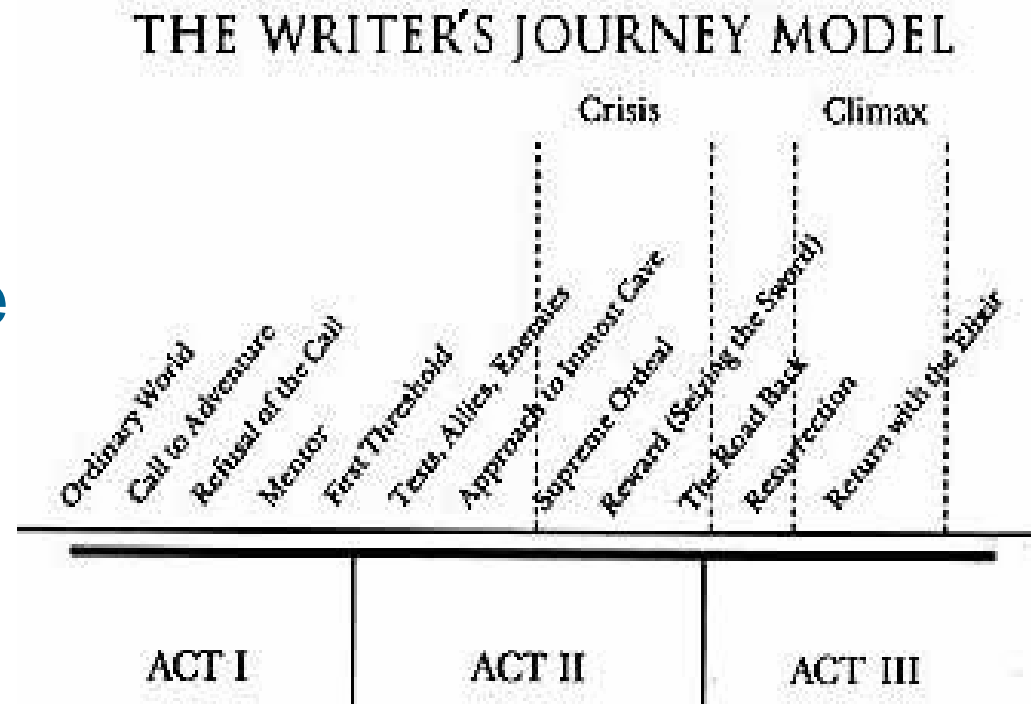 THE WRITER'S JOURNEY MODEL
Crisis
Climax
Ordinary World
Call to Adventure
Refusal of the Call
Mentor
First Threshold
Tests, Allies, Enemies
Approach to Inmost Cave
Supreme Ordeal
Reward (Seizing the Sword)
The Road Back
Resurrection
Return with the Elixir
ACT I
ACT II
ACT III